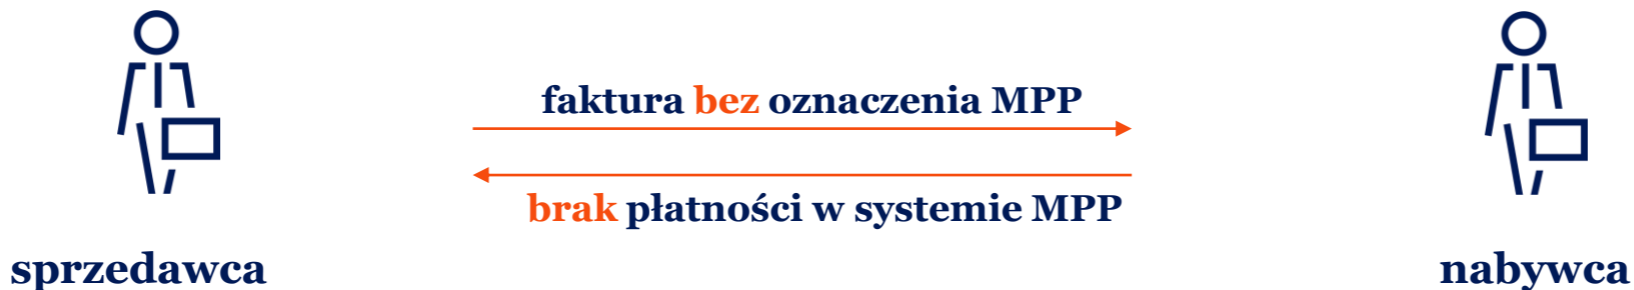 faktura bez oznaczenia MPP
brak płatności w systemie MPP
sprzedawca
nabywca